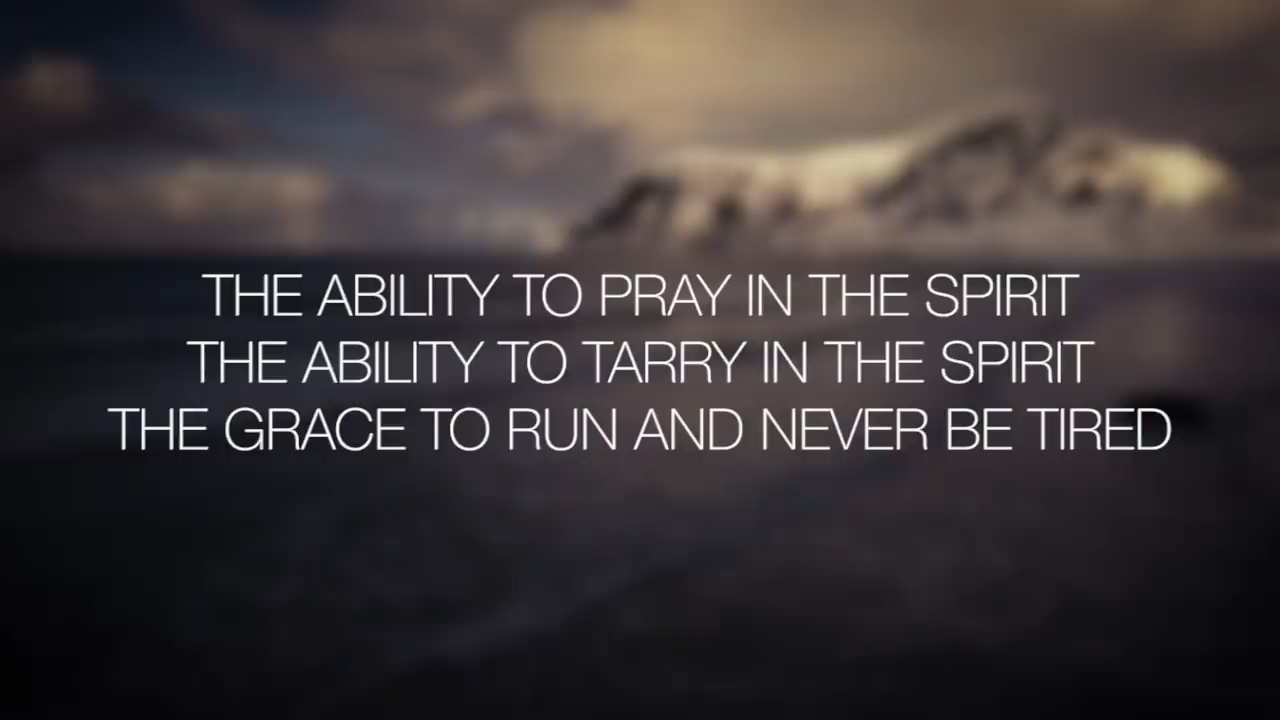 THE ABILITY TO PRAY IN THE SPIRIT
THE ABILITY TO TARRY IN THE SPIRIT
THE GRACE TO RUN AND NEVER BE TIRED